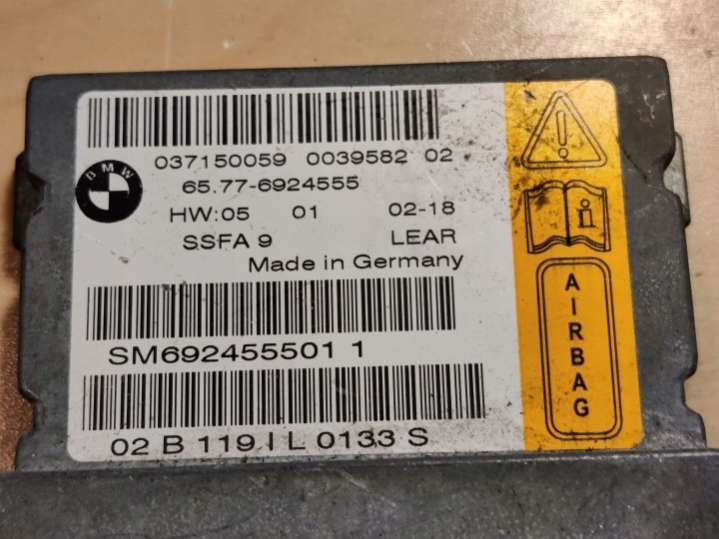 037150059 0039582 02
BMW
65.77-6924555
HW:05 01 02-18
SSFA 9 LEAR
Made in Germany
SM692455501 1
02 B 119 I L 0133 S
AIRBAG